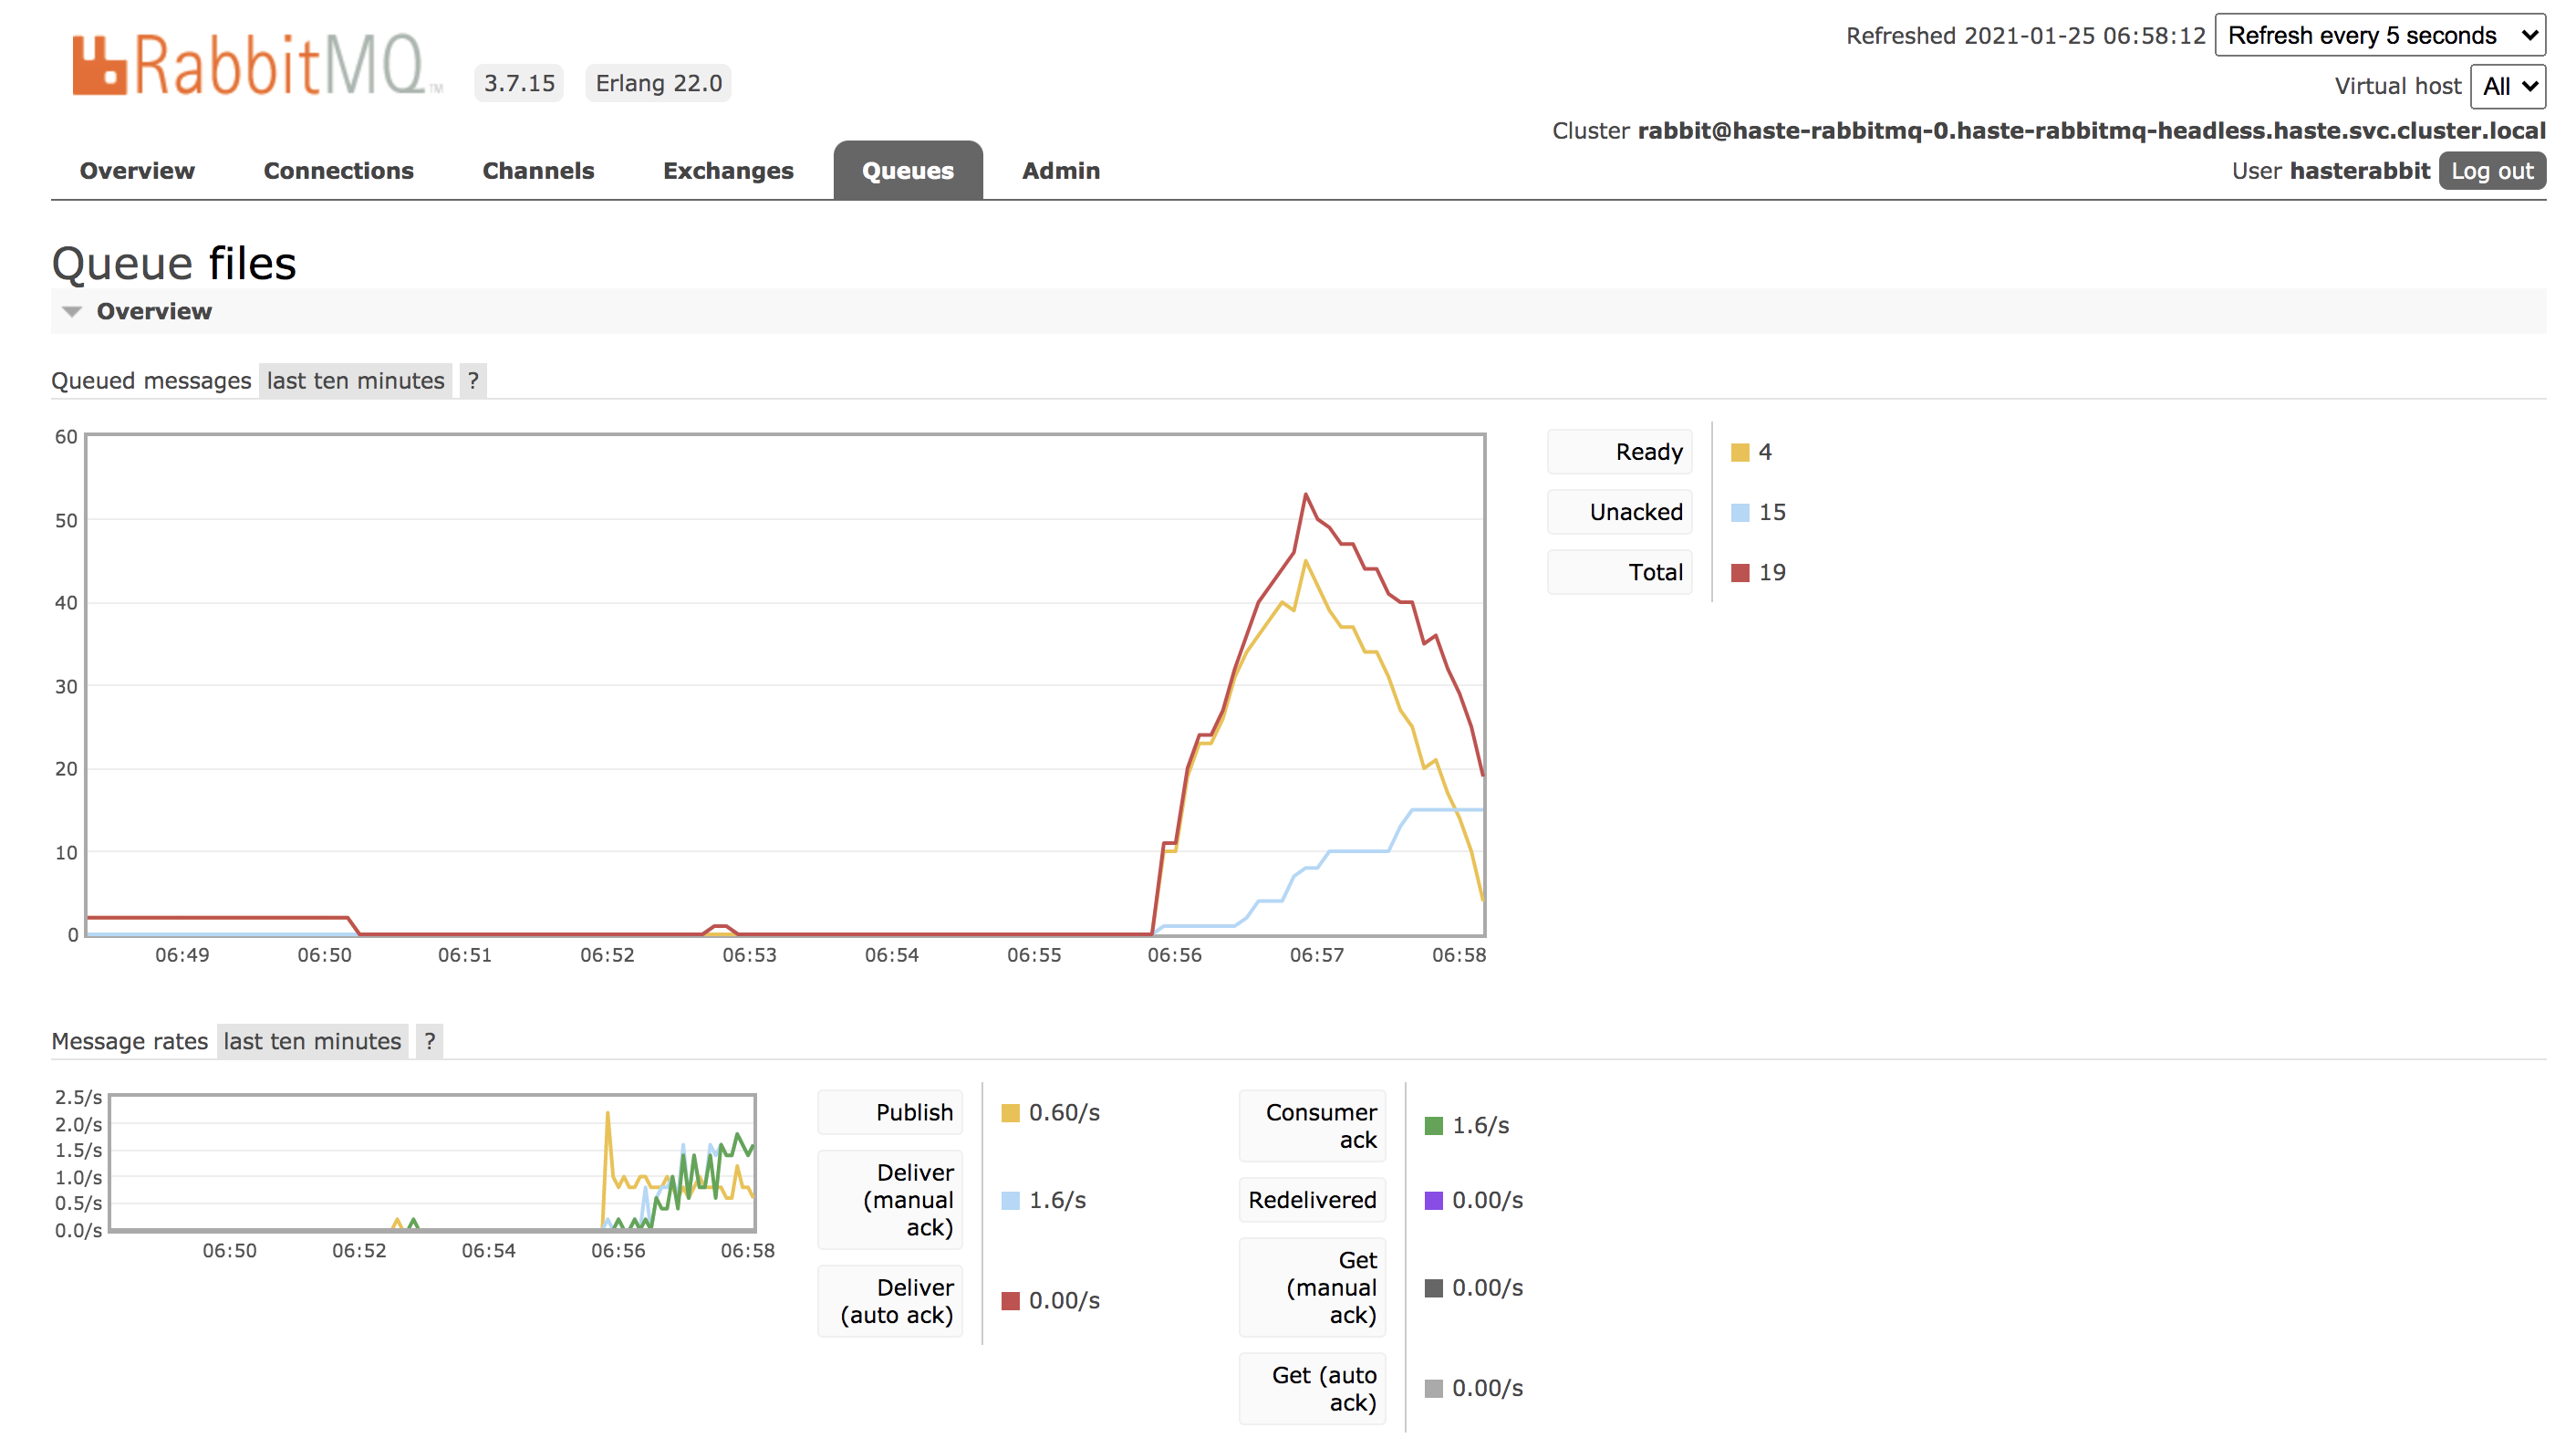 Refreshed 2021-01-25 06:58:12 Refresh every 5 seconds
RabbitMQ TM 3.7.15 Erlang 22.0
Virtual host All
Cluster rabbit@haste-rabbitmq-0.haste-rabbitmq-headless.haste.svc.cluster.local
Overview Connections Channels Exchanges Queues Admin
User hasterabbit Log out
Queue files
Overview
Queued messages last ten minutes ?
60
50
40
30
20
10
0
06:49 06:50 06:51 06:52 06:53 06:54 06:55 06:56 06:57 06:58
Ready 4
Unacked 15
Total 19
Message rates last ten minutes ?
2.5/s
2.0/s
1.5/s
1.0/s
0.5/s
0.0/s
06:50 06:52 06:54 06:56 06:58
Publish 0.60/s
Deliver
(manual 1.6/s
ack)
Deliver
(auto ack) 0.00/s
Consumer
ack 1.6/s
Redelivered 0.00/s
Get
(manual 0.00/s
ack)
Get (auto
ack) 0.00/s